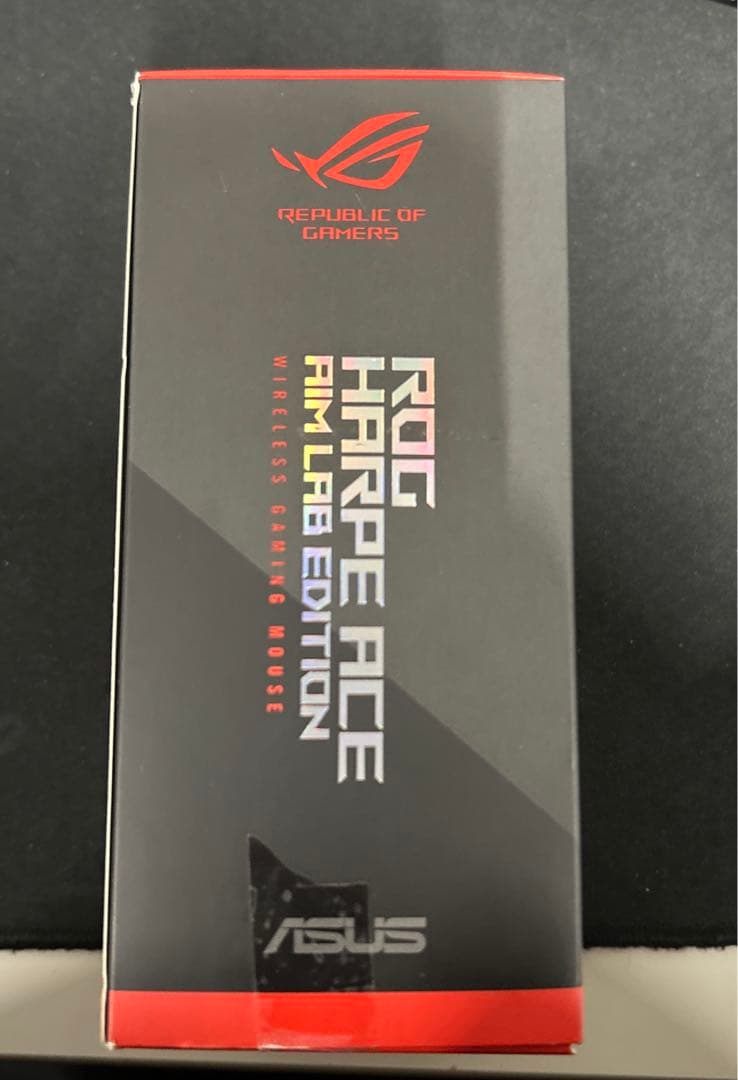 REPUBLIC OF
GAMERS
ROG
HARPE ACE
AIM LAB EDITION
WIRELESS GAMING MOUSE
ASUS